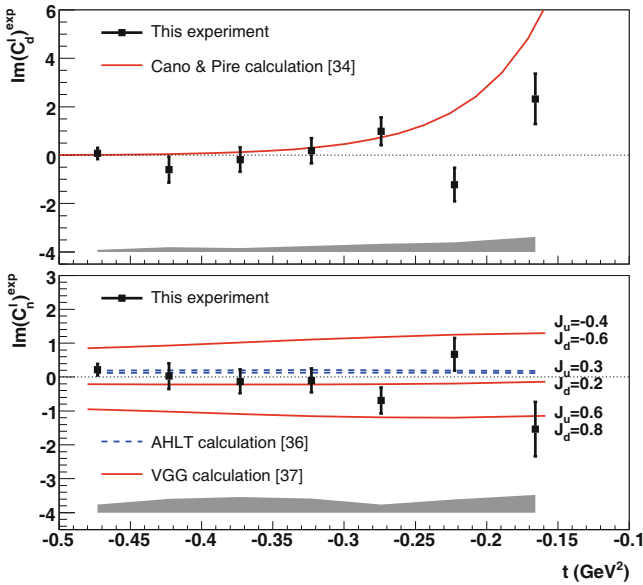 Im(C_d^I)^exp
6
4
2
0
-2
-4
This experiment
Cano & Pire calculation [34]
Im(C_n^I)^exp
3
2
1
0
-1
-2
-3
-4
This experiment
AHLT calculation [36]
VGG calculation [37]
J_u=-0.4
J_d=-0.6
J_u=0.3
J_d=0.2
J_u=0.6
J_d=0.8
-0.5 -0.45 -0.4 -0.35 -0.3 -0.25 -0.2 -0.15 -0.1
t (GeV²)